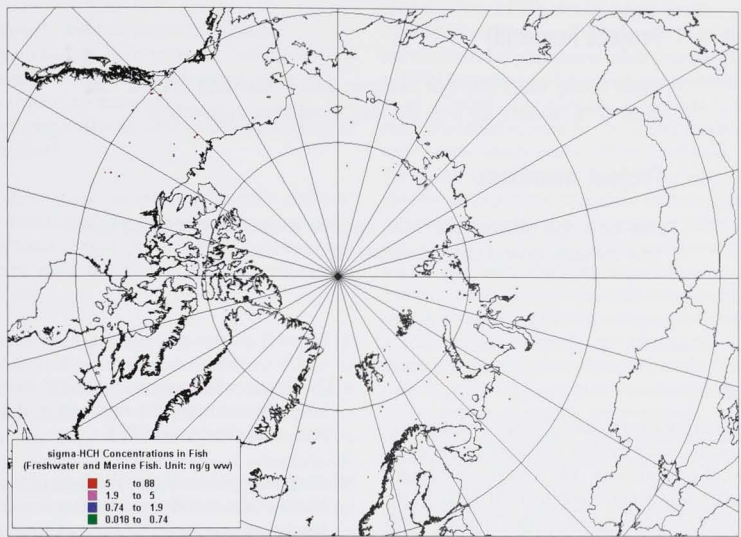 sigma-HCH Concentrations in Fish
(Freshwater and Merine Fish. Unit: ng/g ww)
5 to 88
1.9 to 5
0.74 to 1.9
0.018 to 0.74